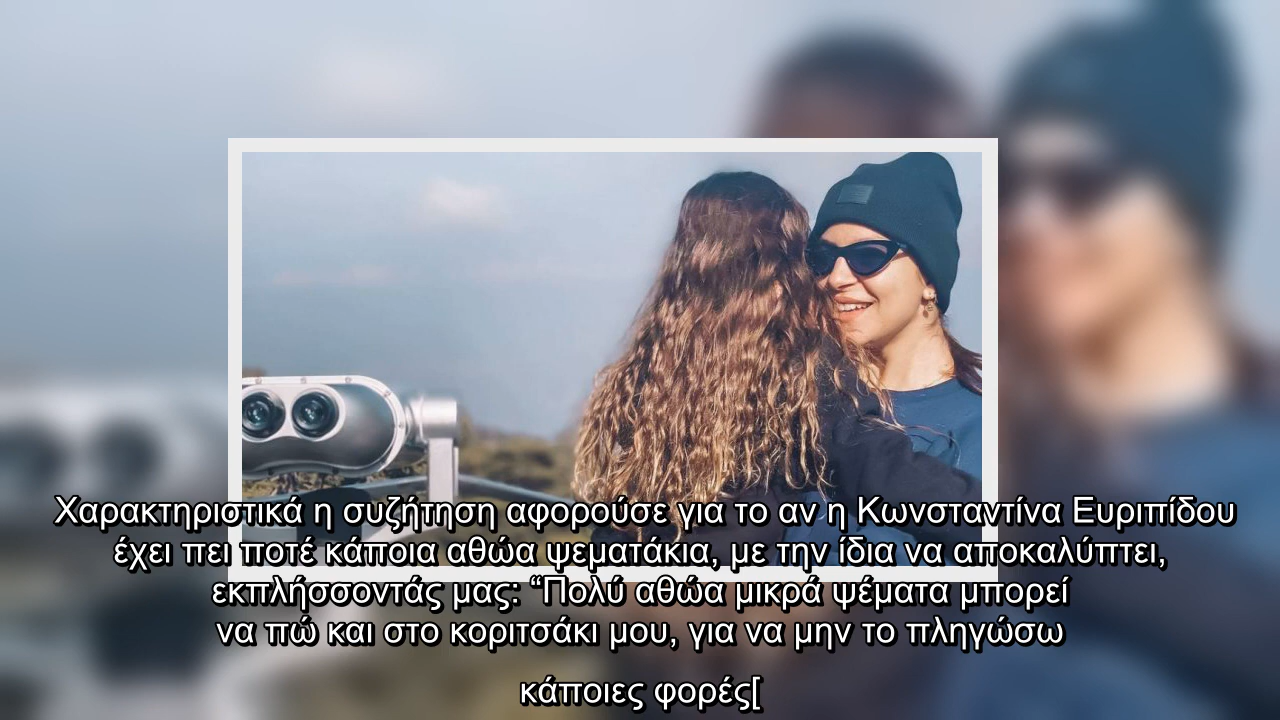 Χαρακτηριστικά η συζήτηση αφορούσε για το αν η Κωνσταντίνα Ευριπίδου
έχει πει ποτέ κάποια αθώα ψεματάκια, με την ίδια να αποκαλύπτει,
εκπλήσσοντάς μας: “Πολύ αθώα μικρά ψέματα μπορεί
να πώ και στο κοριτσάκι μου, για να μην το πληγώσω
κάποιες φορές[